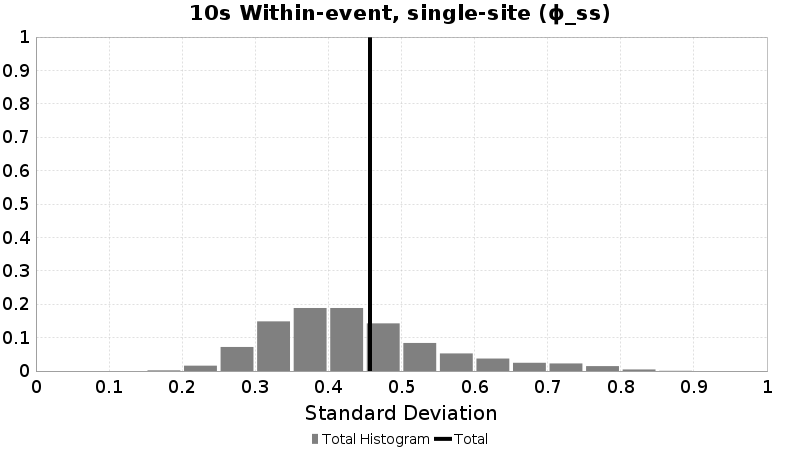 10s Within-event, single-site (ϕ_ss)
1
0.9
0.8
0.7
0.6
0.5
0.4
0.3
0.2
0.1
0
0 0.1 0.2 0.3 0.4 0.5 0.6 0.7 0.8 0.9 1
Standard Deviation
Total Histogram Total